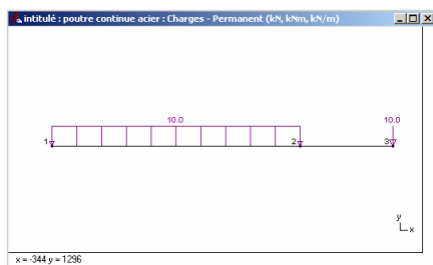 intitulé : poutre continue acier : Charges - Permanent (kN, kNm, kN/m)
10.0 10.0
1 2 3
y
x
x = -344 y = 1296